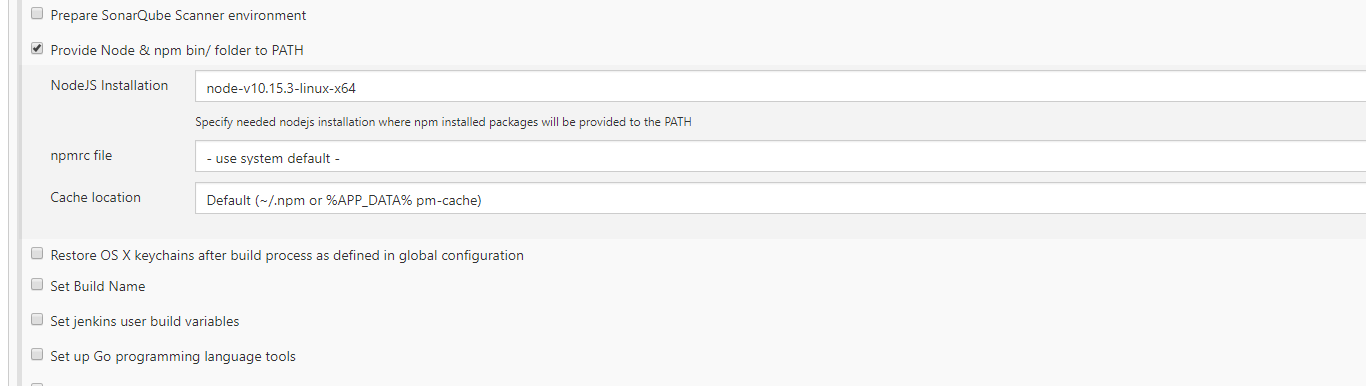 Prepare SonarQube Scanner environment
Provide Node & npm bin/ folder to PATH
NodeJS Installation
node-v10.15.3-linux-x64
Specify needed nodejs installation where npm installed packages will be provided to the PATH
npmrc file
- use system default -
Cache location
Default (~/.npm or %APP_DATA% pm-cache)
Restore OS X keychains after build process as defined in global configuration
Set Build Name
Set jenkins user build variables
Set up Go programming language tools